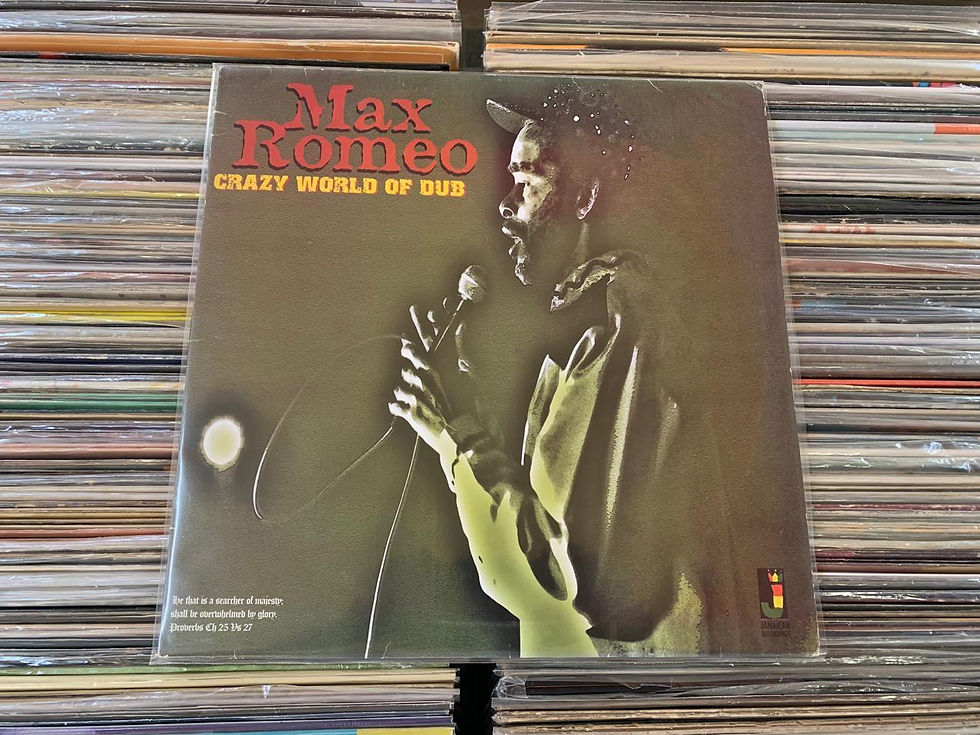 Max
Romeo
CRAZY WORLD OF DUB
He that is a searcher of majesty;
shall be overwhelmed by glory.
Proverbs Ch 25 Vs 27
J
JAMAICAN
RECORDINGS